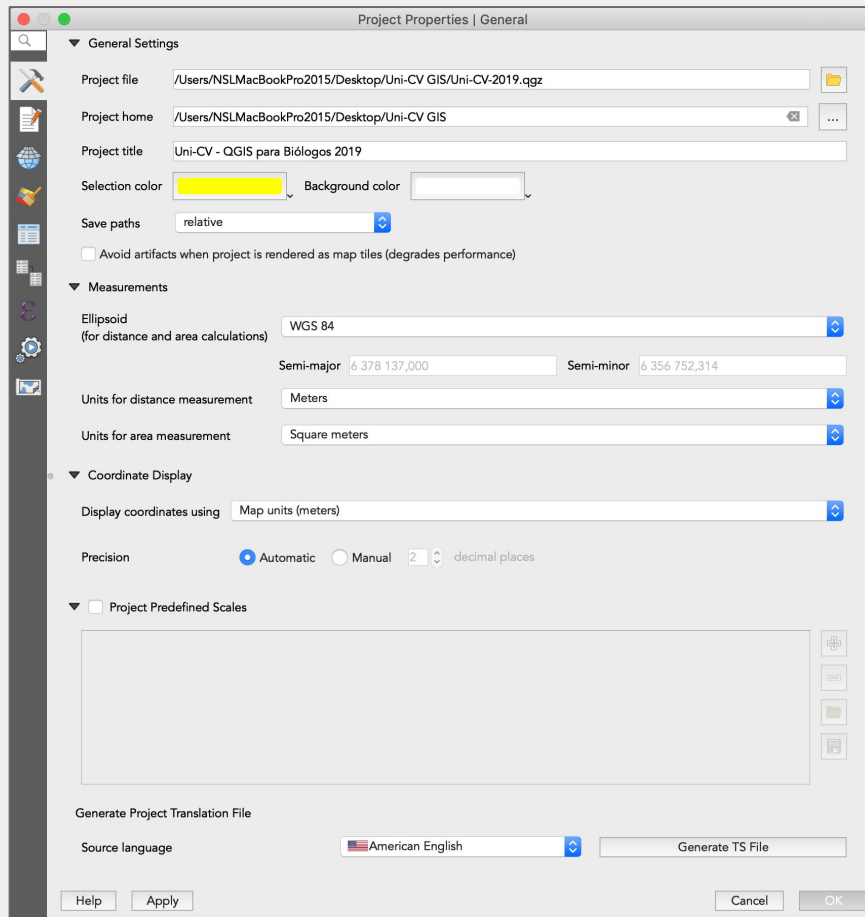 Project Properties | General
General Settings
Project file /Users/NSLMacBookPro2015/Desktop/Uni-CV GIS/Uni-CV-2019.qgz
Project home /Users/NSLMacBookPro2015/Desktop/Uni-CV GIS ...
Project title Uni-CV - QGIS para Biólogos 2019
Selection color Background color
Save paths relative
Avoid artifacts when project is rendered as map tiles (degrades performance)
Measurements
Ellipsoid
(for distance and area calculations) WGS 84
Semi-major 6 378 137,000 Semi-minor 6 356 752,314
Units for distance measurement Meters
Units for area measurement Square meters
Coordinate Display
Display coordinates using Map units (meters)
Precision Automatic Manual 2 decimal places
Project Predefined Scales
Generate Project Translation File
Source language American English Generate TS File
Help Apply Cancel OK